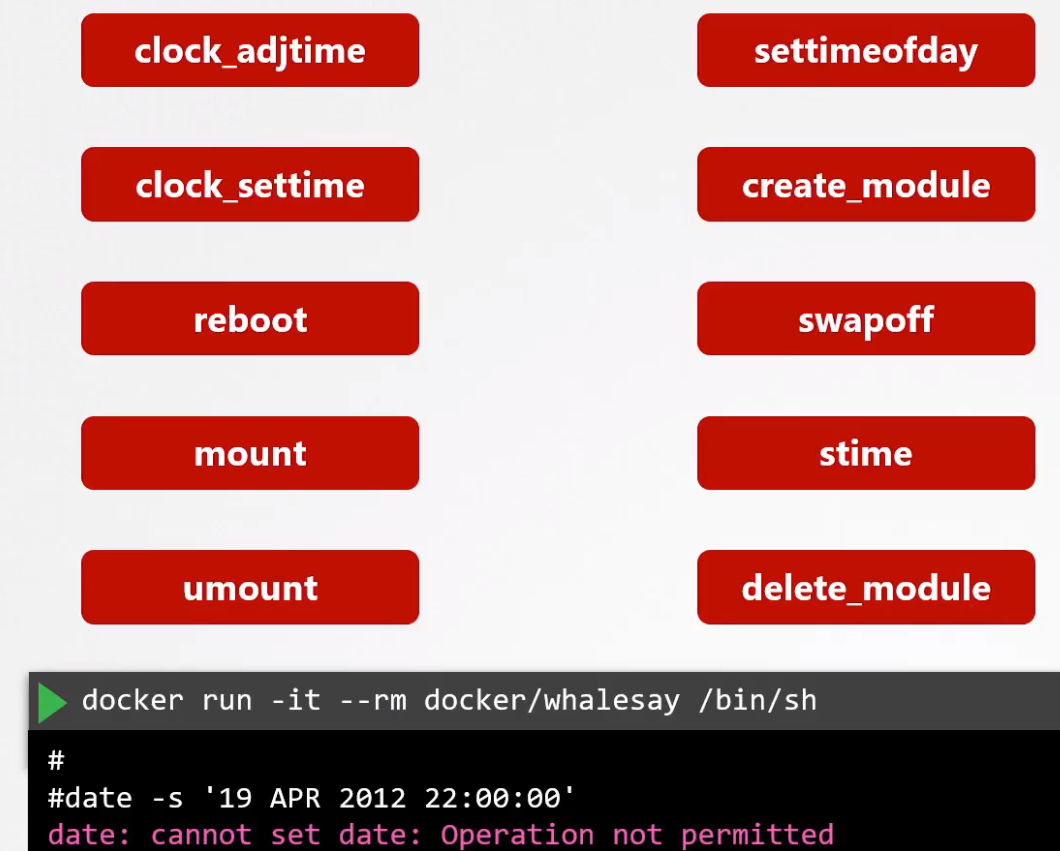 clock_adjtime
settimeofday
clock_settime
create_module
reboot
swapoff
mount
stime
umount
delete_module
docker run -it --rm docker/whalesay /bin/sh
#
#date -s '19 APR 2012 22:00:00'
date: cannot set date: Operation not permitted